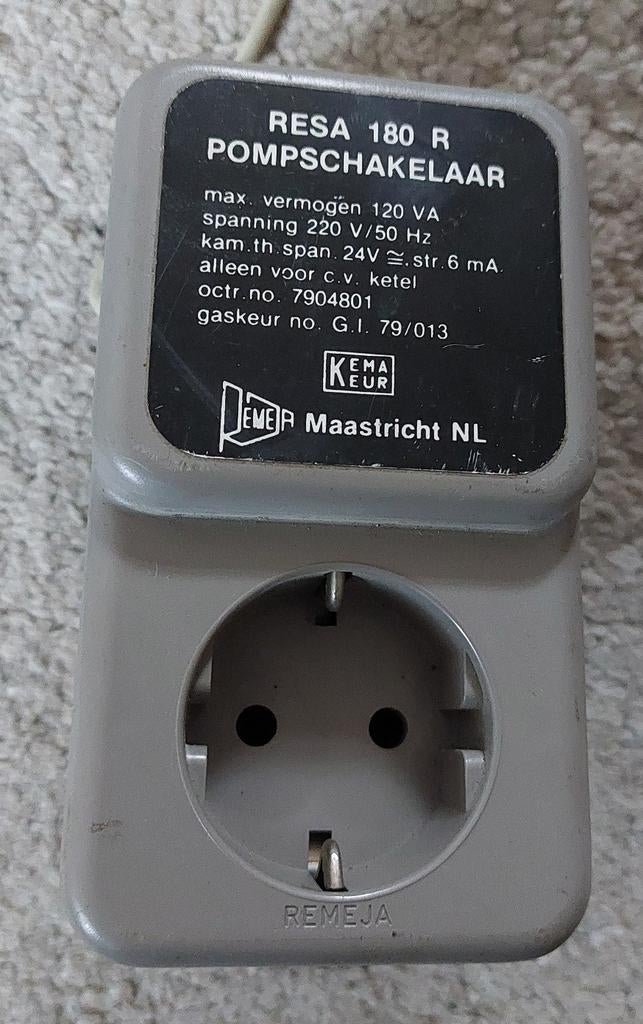 RESA 180 R
POMPSCHAKELAAR
max. vermogen 120 VA
spanning 220 V/50 Hz
kam.th.span. 24V ≅.str.6 mA.
alleen voor c.v. ketel
octr.no. 7904801
gaskeur no. G.I. 79/013
KEMA
KEUR
REMEJA Maastricht NL
REMEJA